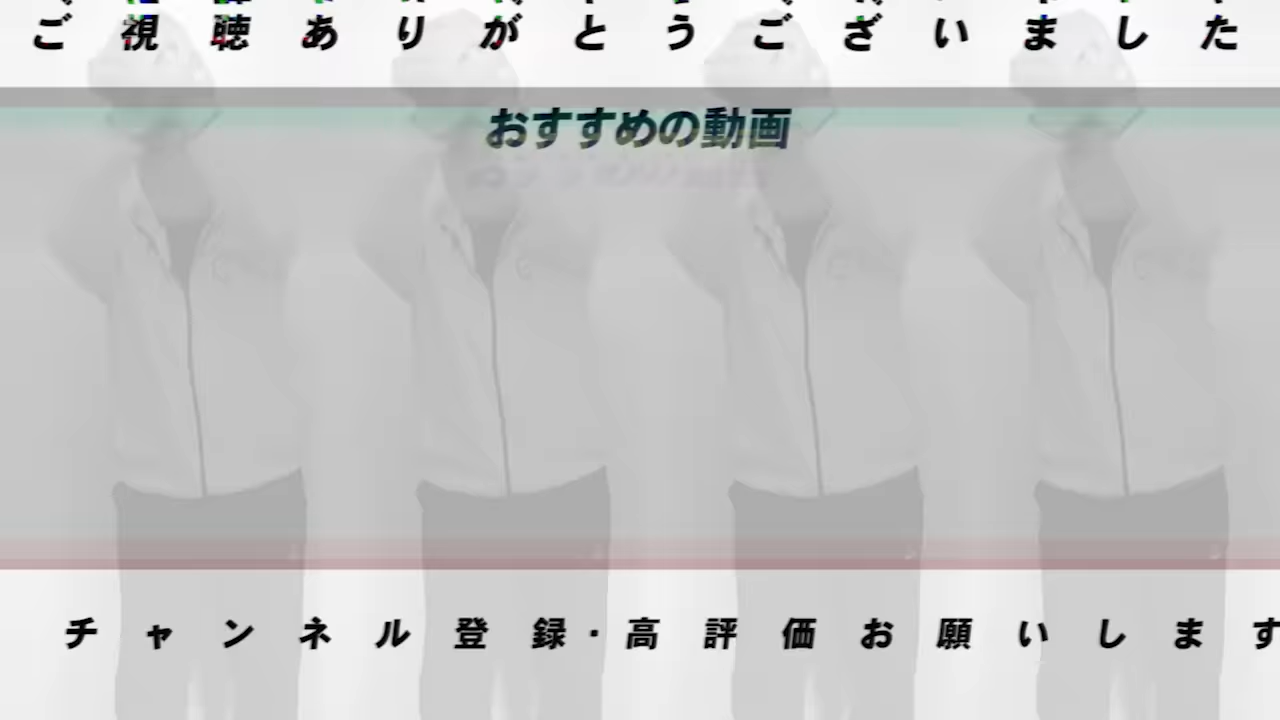 ご視聴ありがとうございました
おすすめの動画
チャンネル登録・高評価お願いします